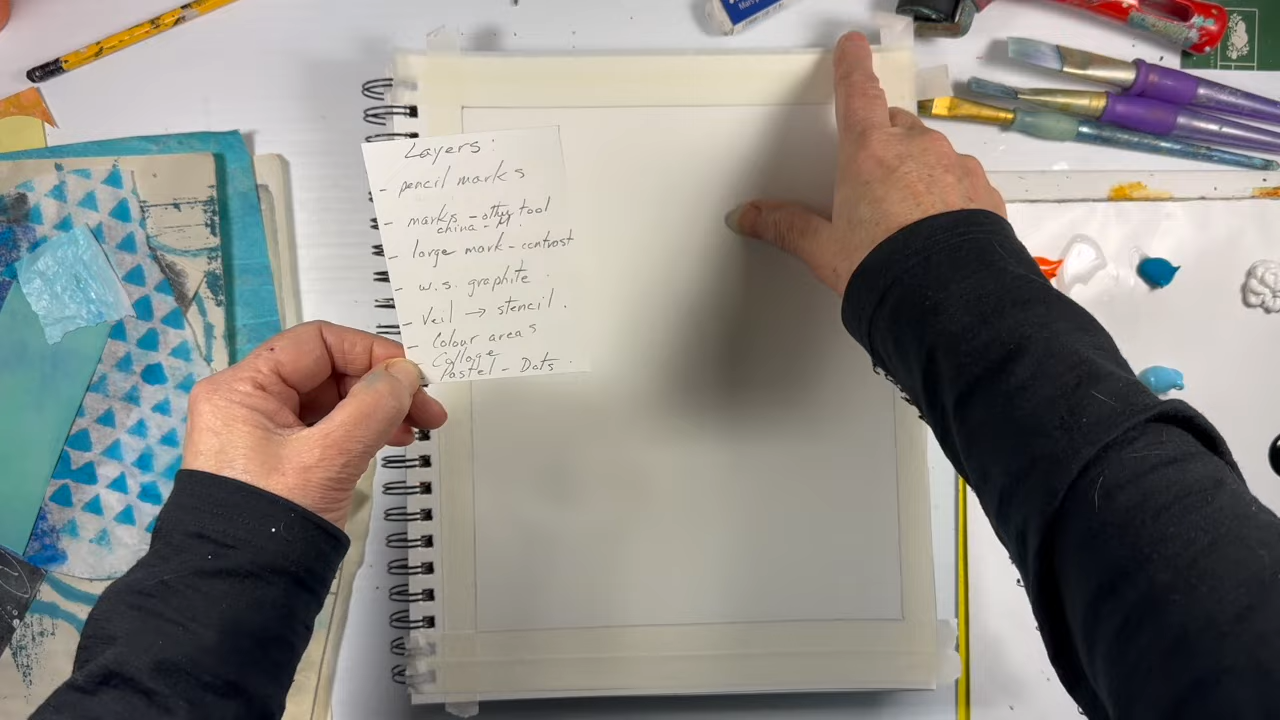 Layers:
- pencil marks
- marks - other tool
china - M.
- large mark - contrast
- w.s. graphite
- Veil → stencil.
- Colour areas
- Collage
Pastel - Dots.